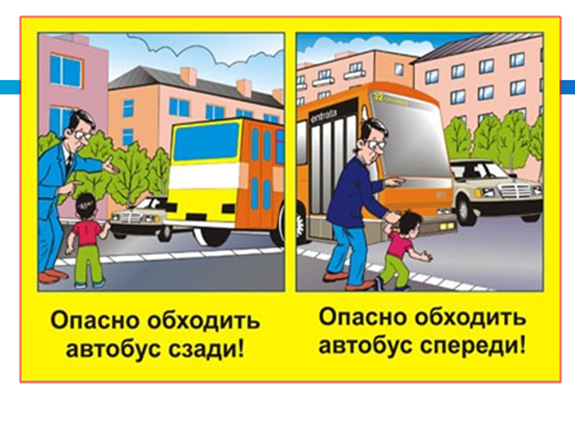 entrata
Опасно обходить
автобус сзади!
Опасно обходить
автобус спереди!